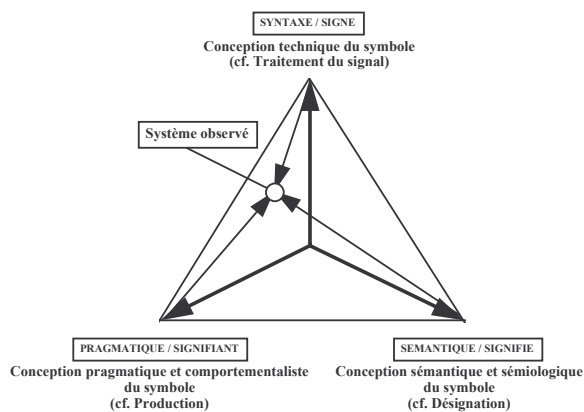 SYNTAXE / SIGNE
Conception technique du symbole
(cf. Traitement du signal)
Système observé
PRAGMATIQUE / SIGNIFIANT
Conception pragmatique et comportementaliste
du symbole
(cf. Production)
SEMANTIQUE / SIGNIFIE
Conception sémantique et sémiologique
du symbole
(cf. Désignation)